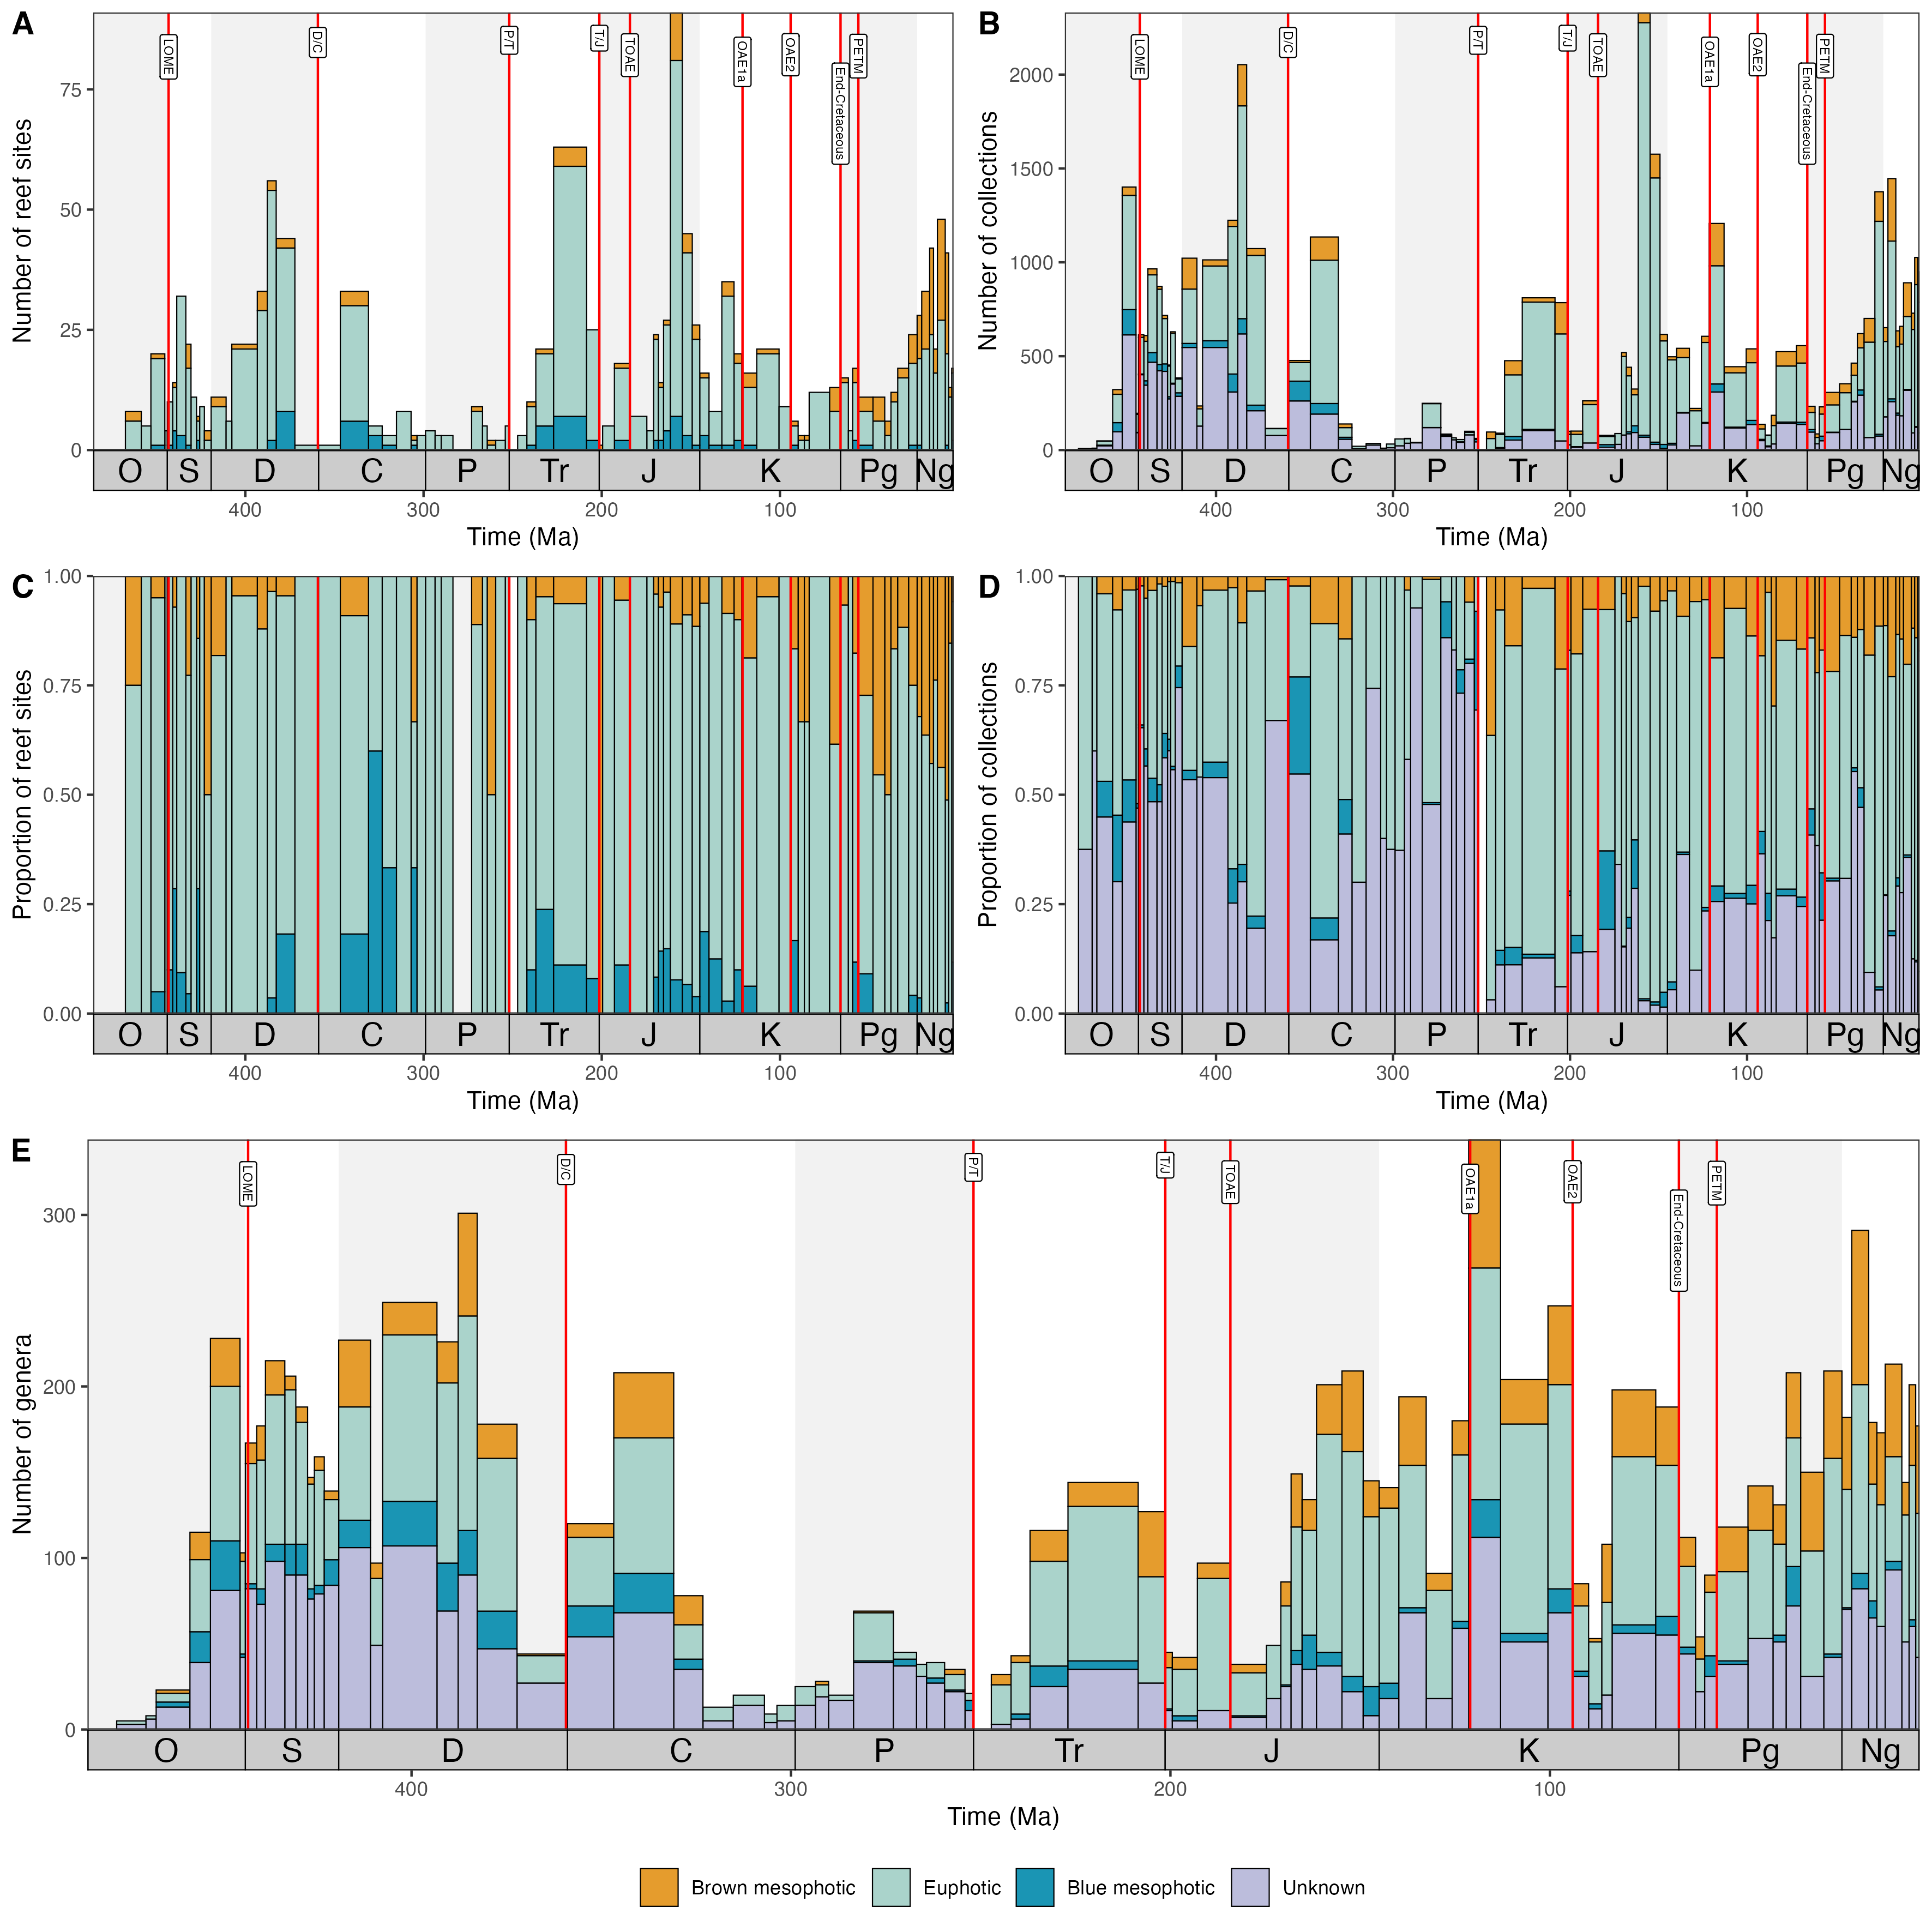 A
Number of reef sites
75
50
25
0
LOME
D/C
P/T
T/J
TOAE
OAE1a
OAE2
End-Cretaceous
PETM
O S D C P Tr J K Pg Ng
400 300 200 100
Time (Ma)
B
Number of collections
2000
1500
1000
500
0
LOME
D/C
P/T
T/J
TOAE
OAE1a
OAE2
End-Cretaceous
PETM
O S D C P Tr J K Pg Ng
400 300 200 100
Time (Ma)
C
Proportion of reef sites
1.00
0.75
0.50
0.25
0.00
O S D C P Tr J K Pg Ng
400 300 200 100
Time (Ma)
D
Proportion of collections
1.00
0.75
0.50
0.25
0.00
O S D C P Tr J K Pg Ng
400 300 200 100
Time (Ma)
E
Number of genera
300
200
100
0
LOME
D/C
P/T
T/J
TOAE
OAE1a
OAE2
End-Cretaceous
PETM
O S D C P Tr J K Pg Ng
400 300 200 100
Time (Ma)
Brown mesophotic Euphotic Blue mesophotic Unknown